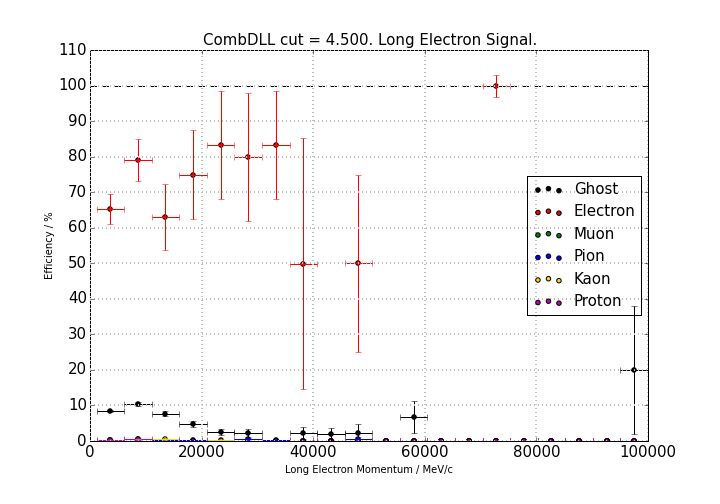 CombDLL cut = 4.500. Long Electron Signal.
110
100
90
80
70
60
50
40
30
20
10
0
Efficiency / %
Ghost
Electron
Muon
Pion
Kaon
Proton
0 20000 40000 60000 80000 100000
Long Electron Momentum / MeV/c